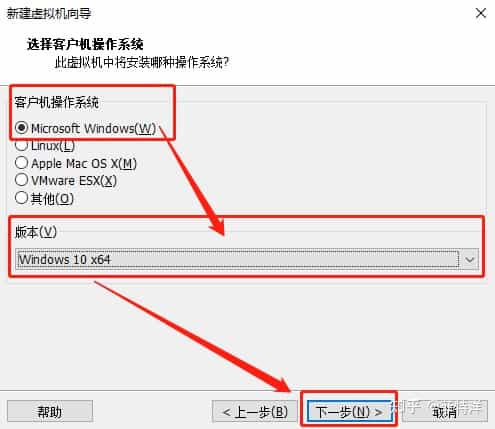 新建虚拟机向导
选择客户机操作系统
此虚拟机中将安装哪种操作系统?
客户机操作系统
Microsoft Windows(W)
Linux(L)
Apple Mac OS X(M)
VMware ESX(X)
其他(O)
版本(V)
Windows 10 x64
帮助
< 上一步(B)
下一步(N) >
取消
知乎